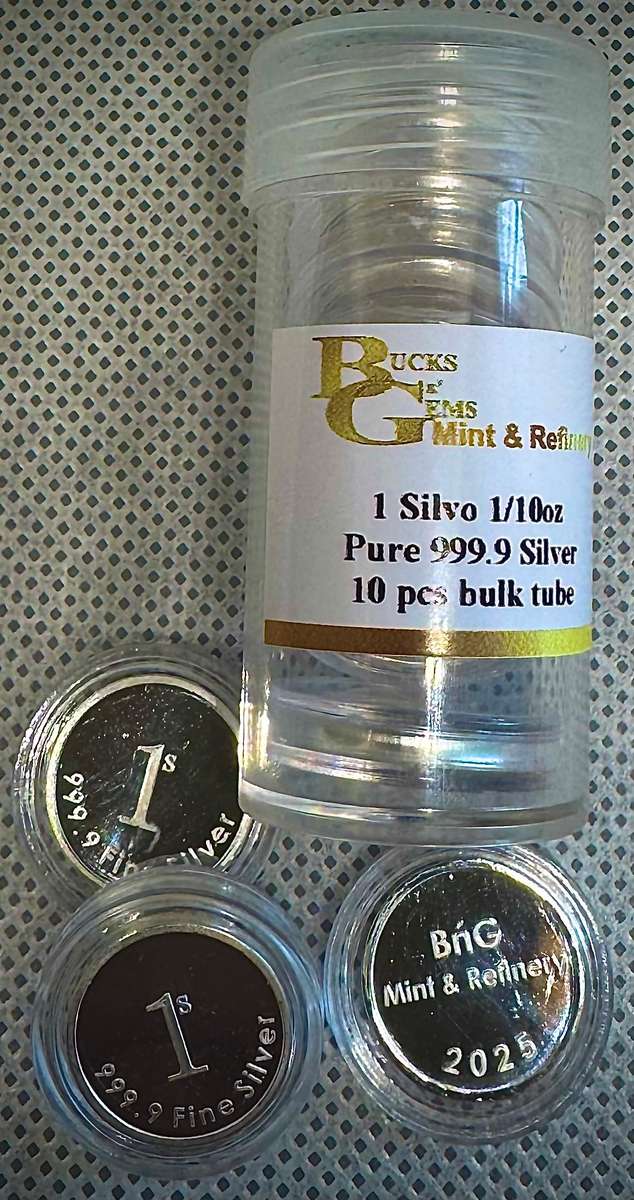 BUCKS
n'
GEMS
Mint & Refinery
1 Silvo 1/10oz
Pure 999.9 Silver
10 pcs bulk tube
1s
999.9 Fine Silver
1s
999.9 Fine Silver
BnG
Mint & Refinery
2025